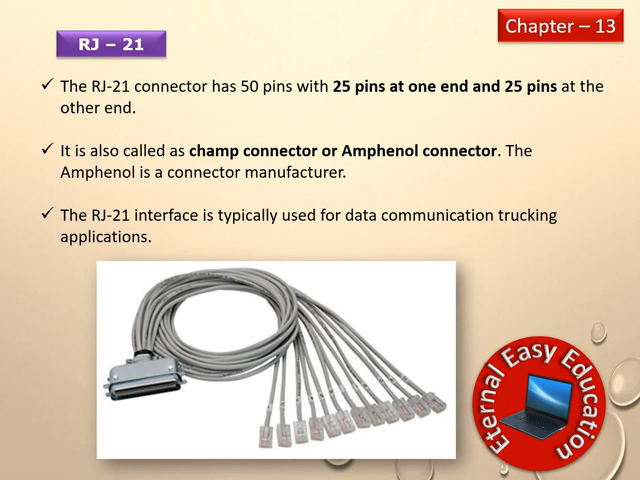 Chapter – 13
RJ – 21
✓ The RJ-21 connector has 50 pins with 25 pins at one end and 25 pins at the
other end.
✓ It is also called as champ connector or Amphenol connector. The
Amphenol is a connector manufacturer.
✓ The RJ-21 interface is typically used for data communication trucking
applications.
Eternal Easy Education